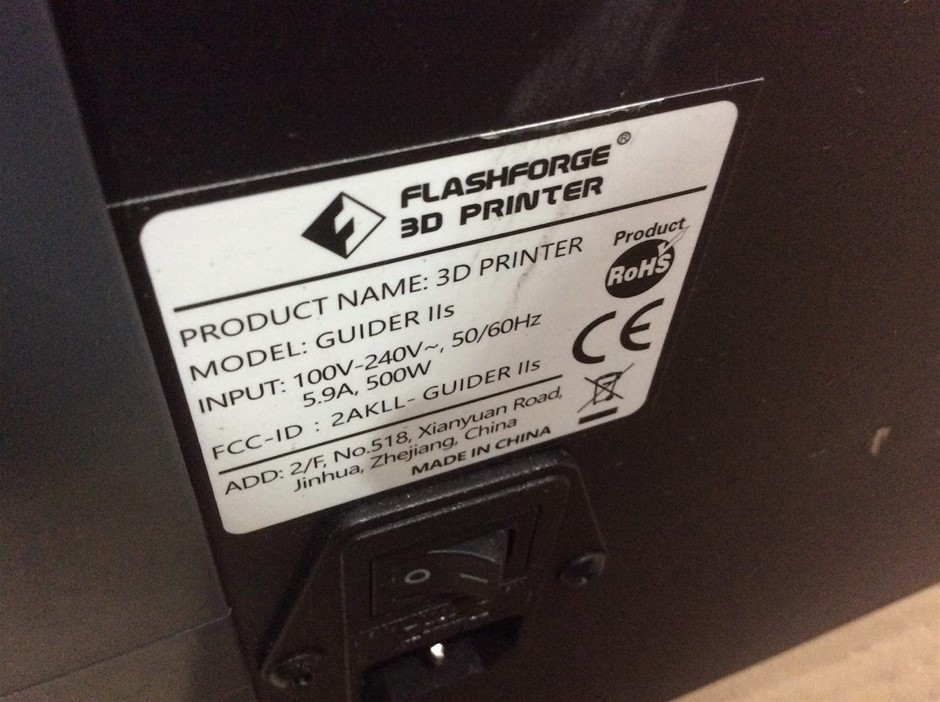 FLASHFORGE®
3D PRINTER
PRODUCT NAME: 3D PRINTER
Product
RoHS
MODEL: GUIDER IIs
INPUT: 100V-240V~, 50/60Hz
5.9A, 500W
CE
FCC-ID : 2AKLL- GUIDER IIs
ADD: 2/F, No.518, Xianyuan Road,
Jinhua, Zhejiang, China
MADE IN CHINA